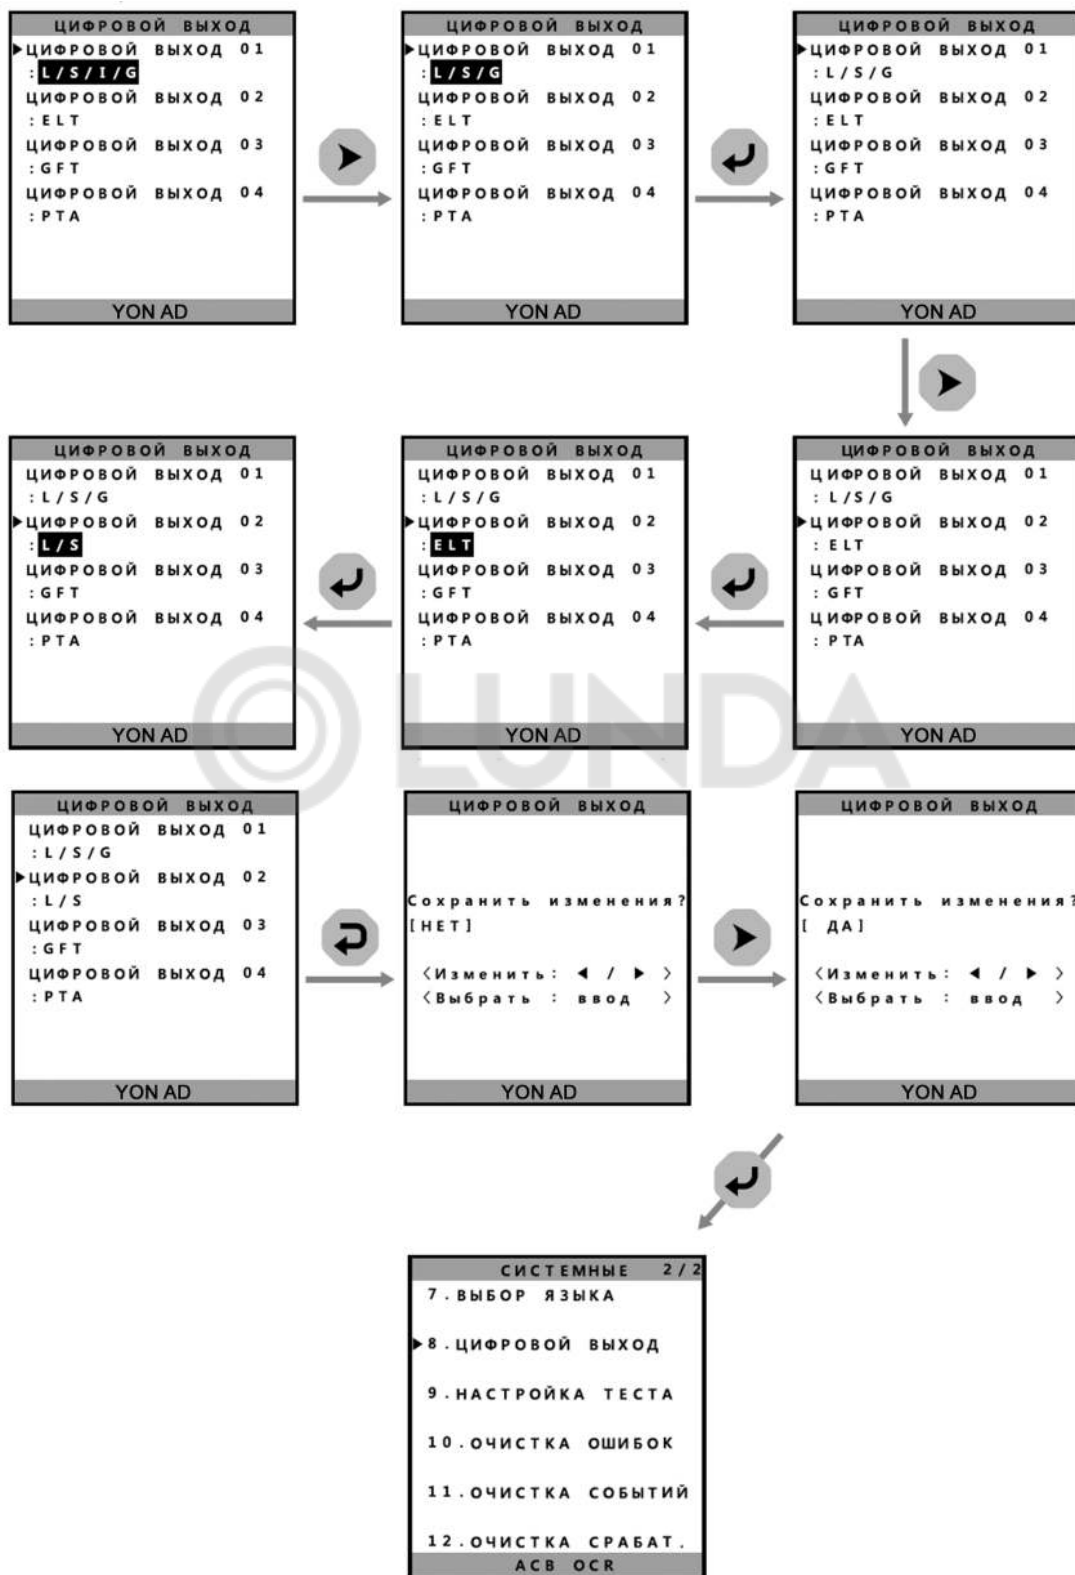 ЦИФРОВОЙ ВЫХОД
ЦИФРОВОЙ ВЫХОД 01
:L/S/I/G
ЦИФРОВОЙ ВЫХОД 02
:ELT
ЦИФРОВОЙ ВЫХОД 03
:GFT
ЦИФРОВОЙ ВЫХОД 04
:PTA
YON AD
ЦИФРОВОЙ ВЫХОД
ЦИФРОВОЙ ВЫХОД 01
:L/S/G
ЦИФРОВОЙ ВЫХОД 02
:ELT
ЦИФРОВОЙ ВЫХОД 03
:GFT
ЦИФРОВОЙ ВЫХОД 04
:PTA
YON AD
ЦИФРОВОЙ ВЫХОД
ЦИФРОВОЙ ВЫХОД 01
:L/S/G
ЦИФРОВОЙ ВЫХОД 02
:ELT
ЦИФРОВОЙ ВЫХОД 03
:GFT
ЦИФРОВОЙ ВЫХОД 04
:PTA
YON AD
ЦИФРОВОЙ ВЫХОД
ЦИФРОВОЙ ВЫХОД 01
:L/S/G
ЦИФРОВОЙ ВЫХОД 02
:L/S
ЦИФРОВОЙ ВЫХОД 03
:GFT
ЦИФРОВОЙ ВЫХОД 04
:PTA
YON AD
ЦИФРОВОЙ ВЫХОД
ЦИФРОВОЙ ВЫХОД 01
:L/S/G
ЦИФРОВОЙ ВЫХОД 02
:ELT
ЦИФРОВОЙ ВЫХОД 03
:GFT
ЦИФРОВОЙ ВЫХОД 04
:PTA
YON AD
ЦИФРОВОЙ ВЫХОД
ЦИФРОВОЙ ВЫХОД 01
:L/S/G
ЦИФРОВОЙ ВЫХОД 02
:ELT
ЦИФРОВОЙ ВЫХОД 03
:GFT
ЦИФРОВОЙ ВЫХОД 04
:PTA
YON AD
LUNDA
ЦИФРОВОЙ ВЫХОД
ЦИФРОВОЙ ВЫХОД 01
:L/S/G
ЦИФРОВОЙ ВЫХОД 02
:L/S
ЦИФРОВОЙ ВЫХОД 03
:GFT
ЦИФРОВОЙ ВЫХОД 04
:PTA
YON AD
ЦИФРОВОЙ ВЫХОД
Сохранить изменения?
[НЕТ]
<Изменить: ◀ / ▶ >
<Выбрать : ввод >
YON AD
ЦИФРОВОЙ ВЫХОД
Сохранить изменения?
[ ДА]
<Изменить: ◀ / ▶ >
<Выбрать : ввод >
YON AD
СИСТЕМНЫЕ 2/2
7.ВЫБОР ЯЗЫКА
8.ЦИФРОВОЙ ВЫХОД
9.НАСТРОЙКА ТЕСТА
10.ОЧИСТКА ОШИБОК
11.ОЧИСТКА СОБЫТИЙ
12.ОЧИСТКА СРАБАТ.
ACB OCR